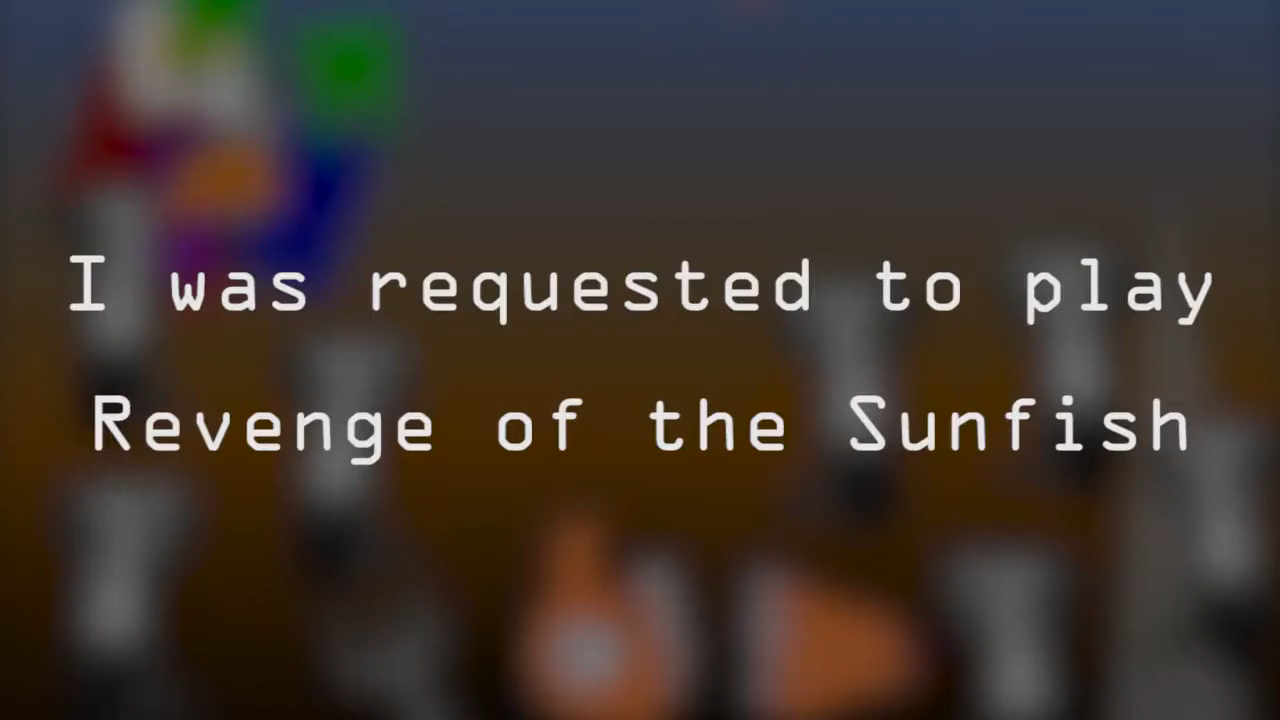 I was requested to play
Revenge of the Sunfish